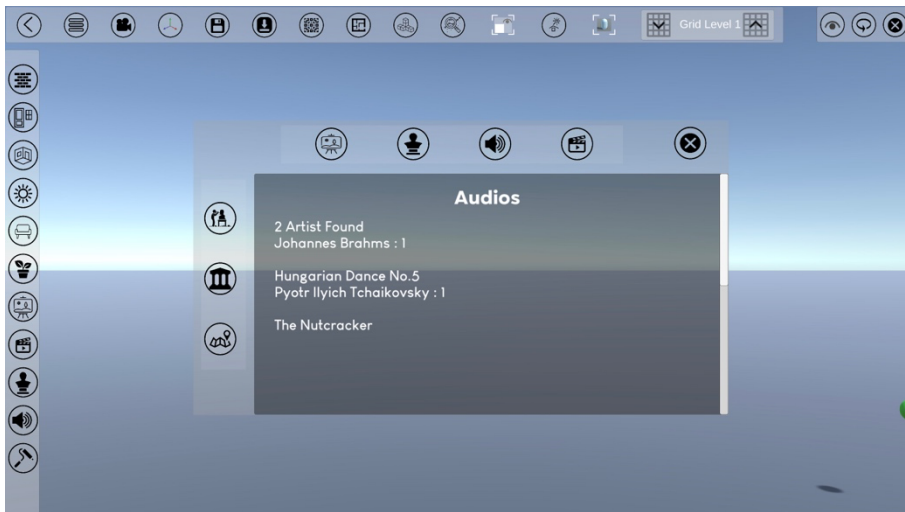 Grid Level 1
Audios
2 Artist Found
Johannes Brahms : 1
Hungarian Dance No.5
Pyotr Ilyich Tchaikovsky : 1
The Nutcracker